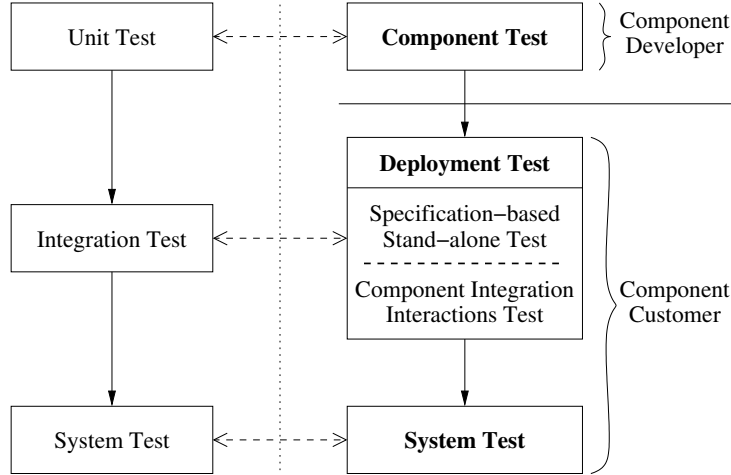 Unit Test
Component Test
Component
Developer
Deployment Test
Specification−based
Stand−alone Test
Integration Test
Component Integration
Interactions Test
Component
Customer
System Test
System Test